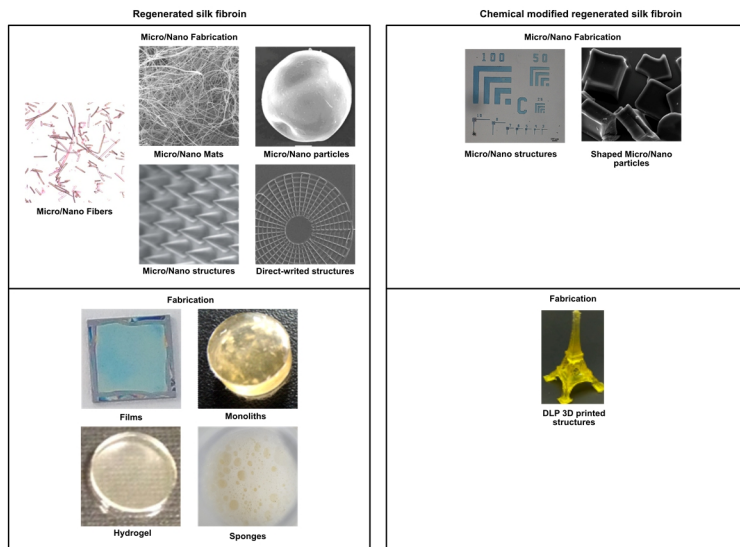 Regenerated silk fibroin
Chemical modified regenerated silk fibroin
Micro/Nano Fabrication
Micro/Nano Fibers
Micro/Nano Mats
Micro/Nano particles
Micro/Nano structures
Direct-writed structures
Micro/Nano Fabrication
100
50
C
Micro/Nano structures
Shaped Micro/Nano
particles
Fabrication
Films
Monoliths
Hydrogel
Sponges
Fabrication
DLP 3D printed
structures